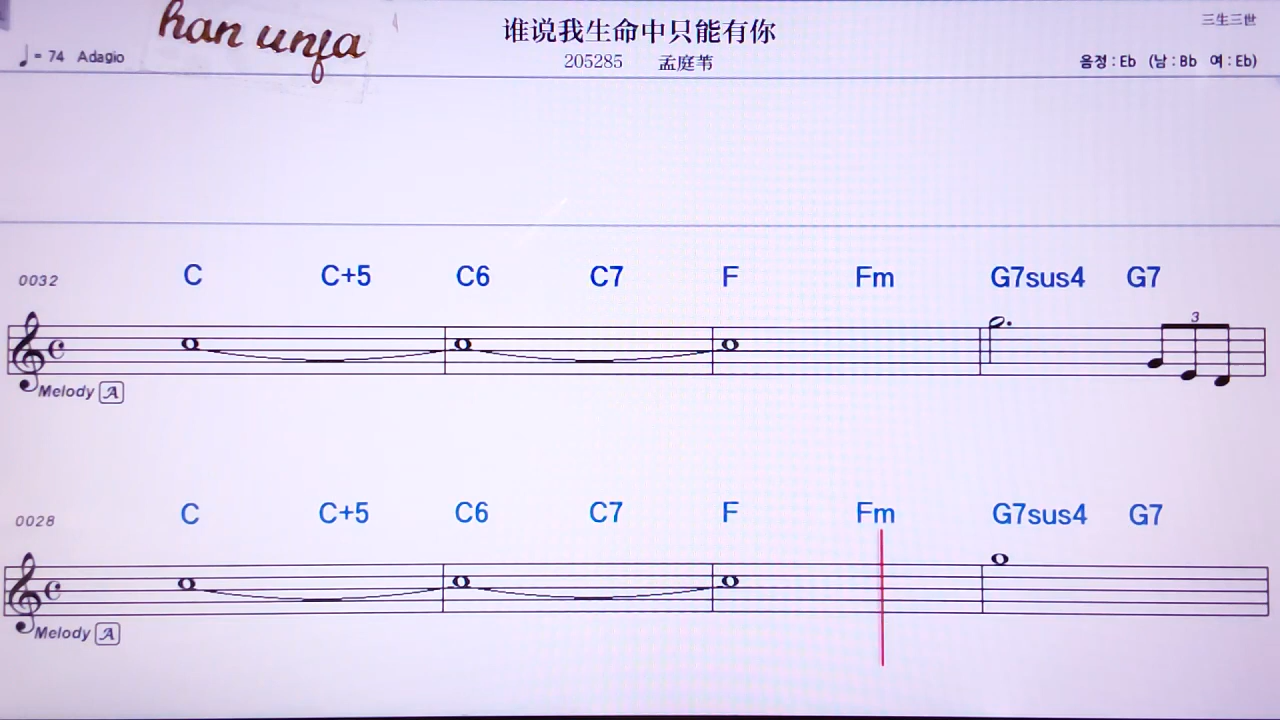 han unja
谁说我生命中只能有你
三生三世
♩= 74 Adagio
205285 孟庭苇
음정 : Eb (남 : Bb 여 : Eb)
0032 C C+5 C6 C7 F Fm G7sus4 G7
3
Melody A
0028 C C+5 C6 C7 F Fm G7sus4 G7
Melody A